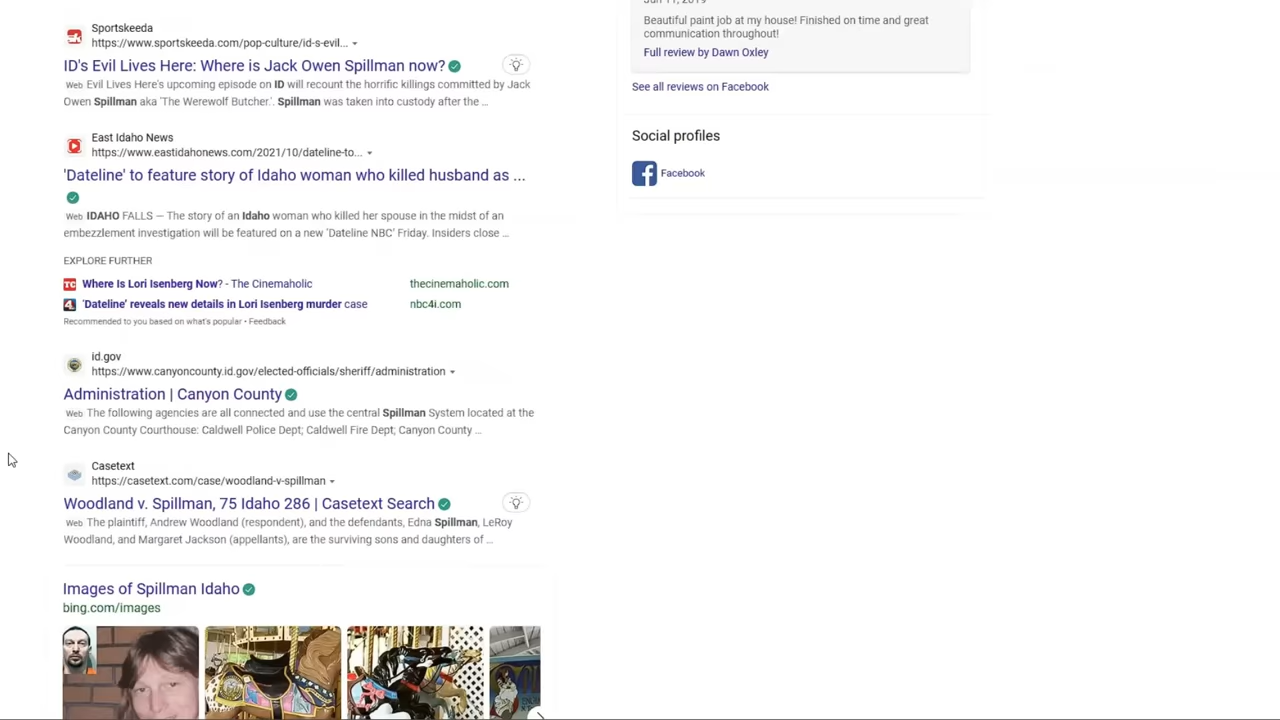 Sportskeeda
https://www.sportskeeda.com/pop-culture/id-s-evil...
ID's Evil Lives Here: Where is Jack Owen Spillman now?
Web Evil Lives Here's upcoming episode on ID will recount the horrific killings committed by Jack
Owen Spillman aka 'The Werewolf Butcher.'. Spillman was taken into custody after the ...
East Idaho News
https://www.eastidahonews.com/2021/10/dateline-to...
'Dateline' to feature story of Idaho woman who killed husband as ...
Web IDAHO FALLS — The story of an Idaho woman who killed her spouse in the midst of an
embezzlement investigation will be featured on a new 'Dateline NBC' Friday. Insiders close ...
EXPLORE FURTHER
TC Where Is Lori Isenberg Now? - The Cinemaholic thecinemaholic.com
4 'Dateline' reveals new details in Lori Isenberg murder case nbc4i.com
Recommended to you based on what's popular • Feedback
id.gov
https://www.canyoncounty.id.gov/elected-officials/sheriff/administration
Administration | Canyon County
Web The following agencies are all connected and use the central Spillman System located at the
Canyon County Courthouse: Caldwell Police Dept; Caldwell Fire Dept; Canyon County ...
Casetext
https://casetext.com/case/woodland-v-spillman
Woodland v. Spillman, 75 Idaho 286 | Casetext Search
Web The plaintiff, Andrew Woodland (respondent), and the defendants, Edna Spillman, LeRoy
Woodland, and Margaret Jackson (appellants), are the surviving sons and daughters of ...
Images of Spillman Idaho
bing.com/images
Jun 11, 2019
Beautiful paint job at my house! Finished on time and great
communication throughout!
Full review by Dawn Oxley
See all reviews on Facebook
Social profiles
Facebook